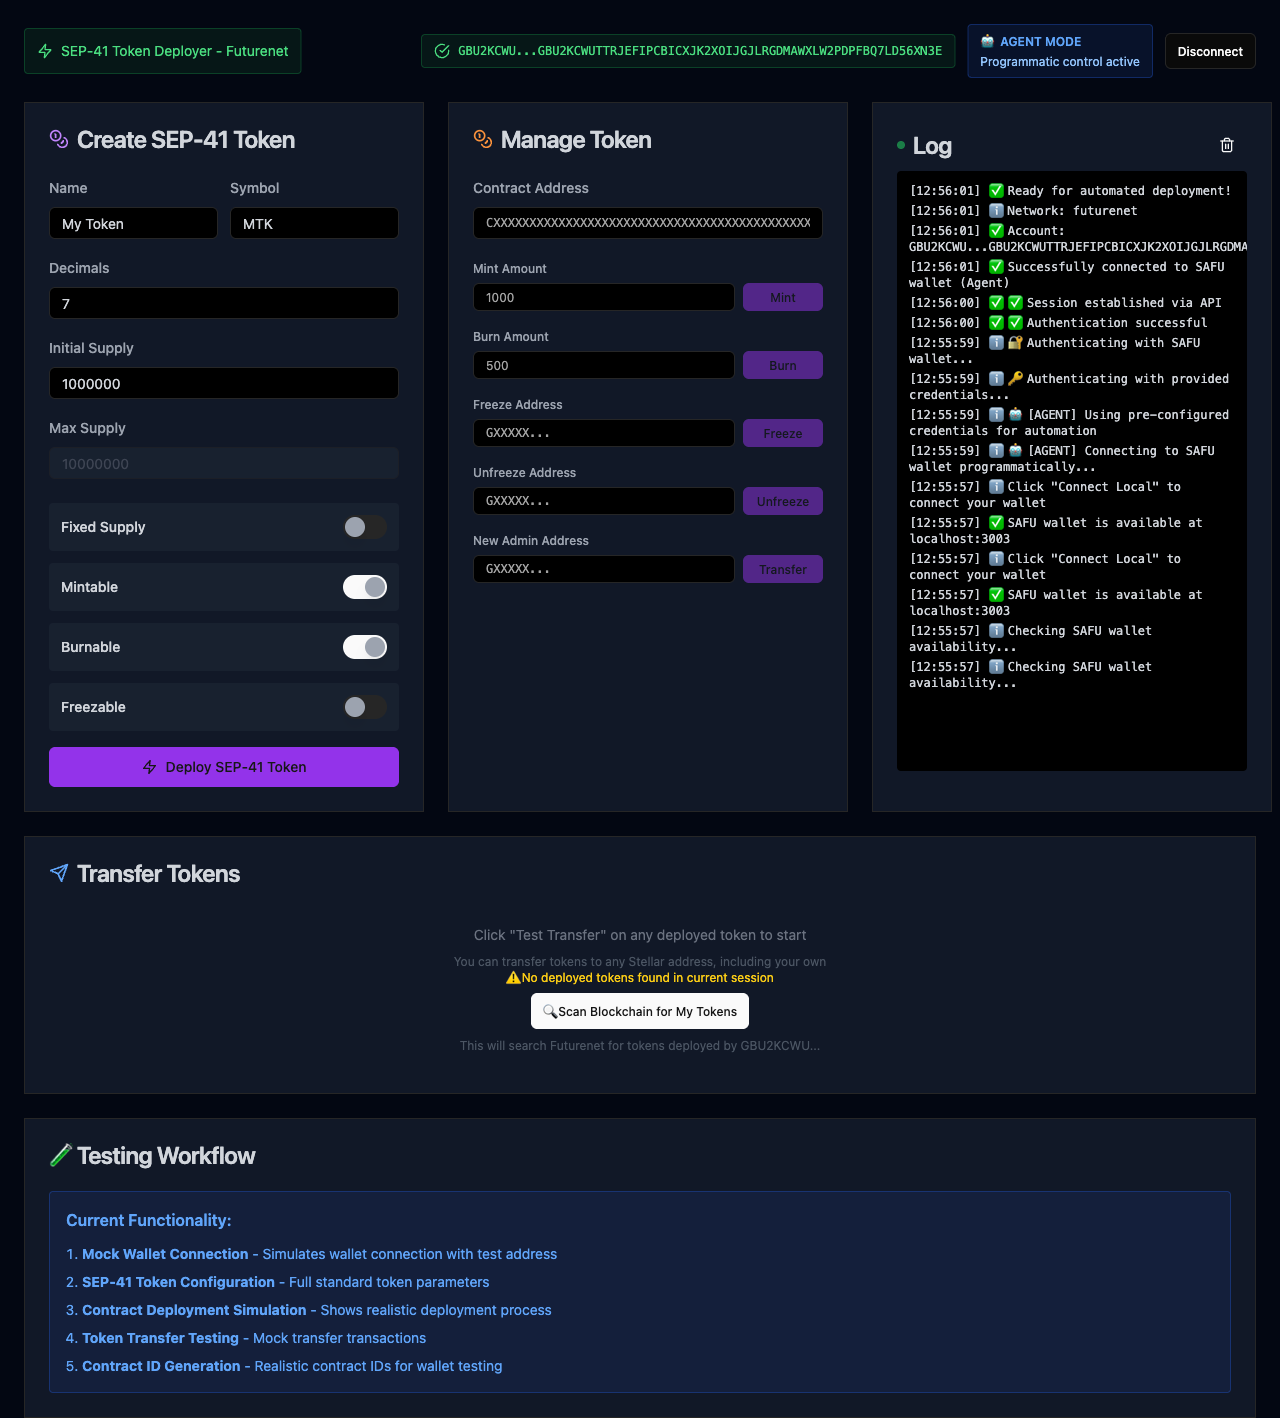 SEP-41 Token Deployer - Futurenet
GBU2KCWU...GBU2KCWUTTRJEFIPCBICXJK2XOIJGJLRGDMAWXLW2PDPFBQ7LD56XN3E
AGENT MODE
Programmatic control active
Disconnect
Create SEP-41 Token
Name
Symbol
My Token
MTK
Decimals
7
Initial Supply
1000000
Max Supply
10000000
Fixed Supply
Mintable
Burnable
Freezable
Deploy SEP-41 Token
Manage Token
Contract Address
CXXXXXXXXXXXXXXXXXXXXXXXXXXXXXXXXXXXXXXXXXXXX
Mint Amount
1000
Mint
Burn Amount
500
Burn
Freeze Address
GXXXXX...
Freeze
Unfreeze Address
GXXXXX...
Unfreeze
New Admin Address
GXXXXX...
Transfer
Log
[12:56:01] ✅ Ready for automated deployment!
[12:56:01] ℹ️ Network: futurenet
[12:56:01] ✅ Account:
GBU2KCWU...GBU2KCWUTTRJEFIPCBICXJK2XOIJGJLRGDMA
[12:56:01] ✅ Successfully connected to SAFU
wallet (Agent)
[12:56:00] ✅ ✅ Session established via API
[12:56:00] ✅ ✅ Authentication successful
[12:55:59] ℹ️ 🔐 Authenticating with SAFU
wallet...
[12:55:59] ℹ️ 🔑 Authenticating with provided
credentials...
[12:55:59] ℹ️ 🤖 [AGENT] Using pre-configured
credentials for automation
[12:55:59] ℹ️ 🤖 [AGENT] Connecting to SAFU
wallet programmatically...
[12:55:57] ℹ️ Click "Connect Local" to
connect your wallet
[12:55:57] ✅ SAFU wallet is available at
localhost:3003
[12:55:57] ℹ️ Click "Connect Local" to
connect your wallet
[12:55:57] ✅ SAFU wallet is available at
localhost:3003
[12:55:57] ℹ️ Checking SAFU wallet
availability...
[12:55:57] ℹ️ Checking SAFU wallet
availability...
Transfer Tokens
Click "Test Transfer" on any deployed token to start
You can transfer tokens to any Stellar address, including your own
⚠️No deployed tokens found in current session
🔍Scan Blockchain for My Tokens
This will search Futurenet for tokens deployed by GBU2KCWU...
Testing Workflow
Current Functionality:
1. Mock Wallet Connection - Simulates wallet connection with test address
2. SEP-41 Token Configuration - Full standard token parameters
3. Contract Deployment Simulation - Shows realistic deployment process
4. Token Transfer Testing - Mock transfer transactions
5. Contract ID Generation - Realistic contract IDs for wallet testing